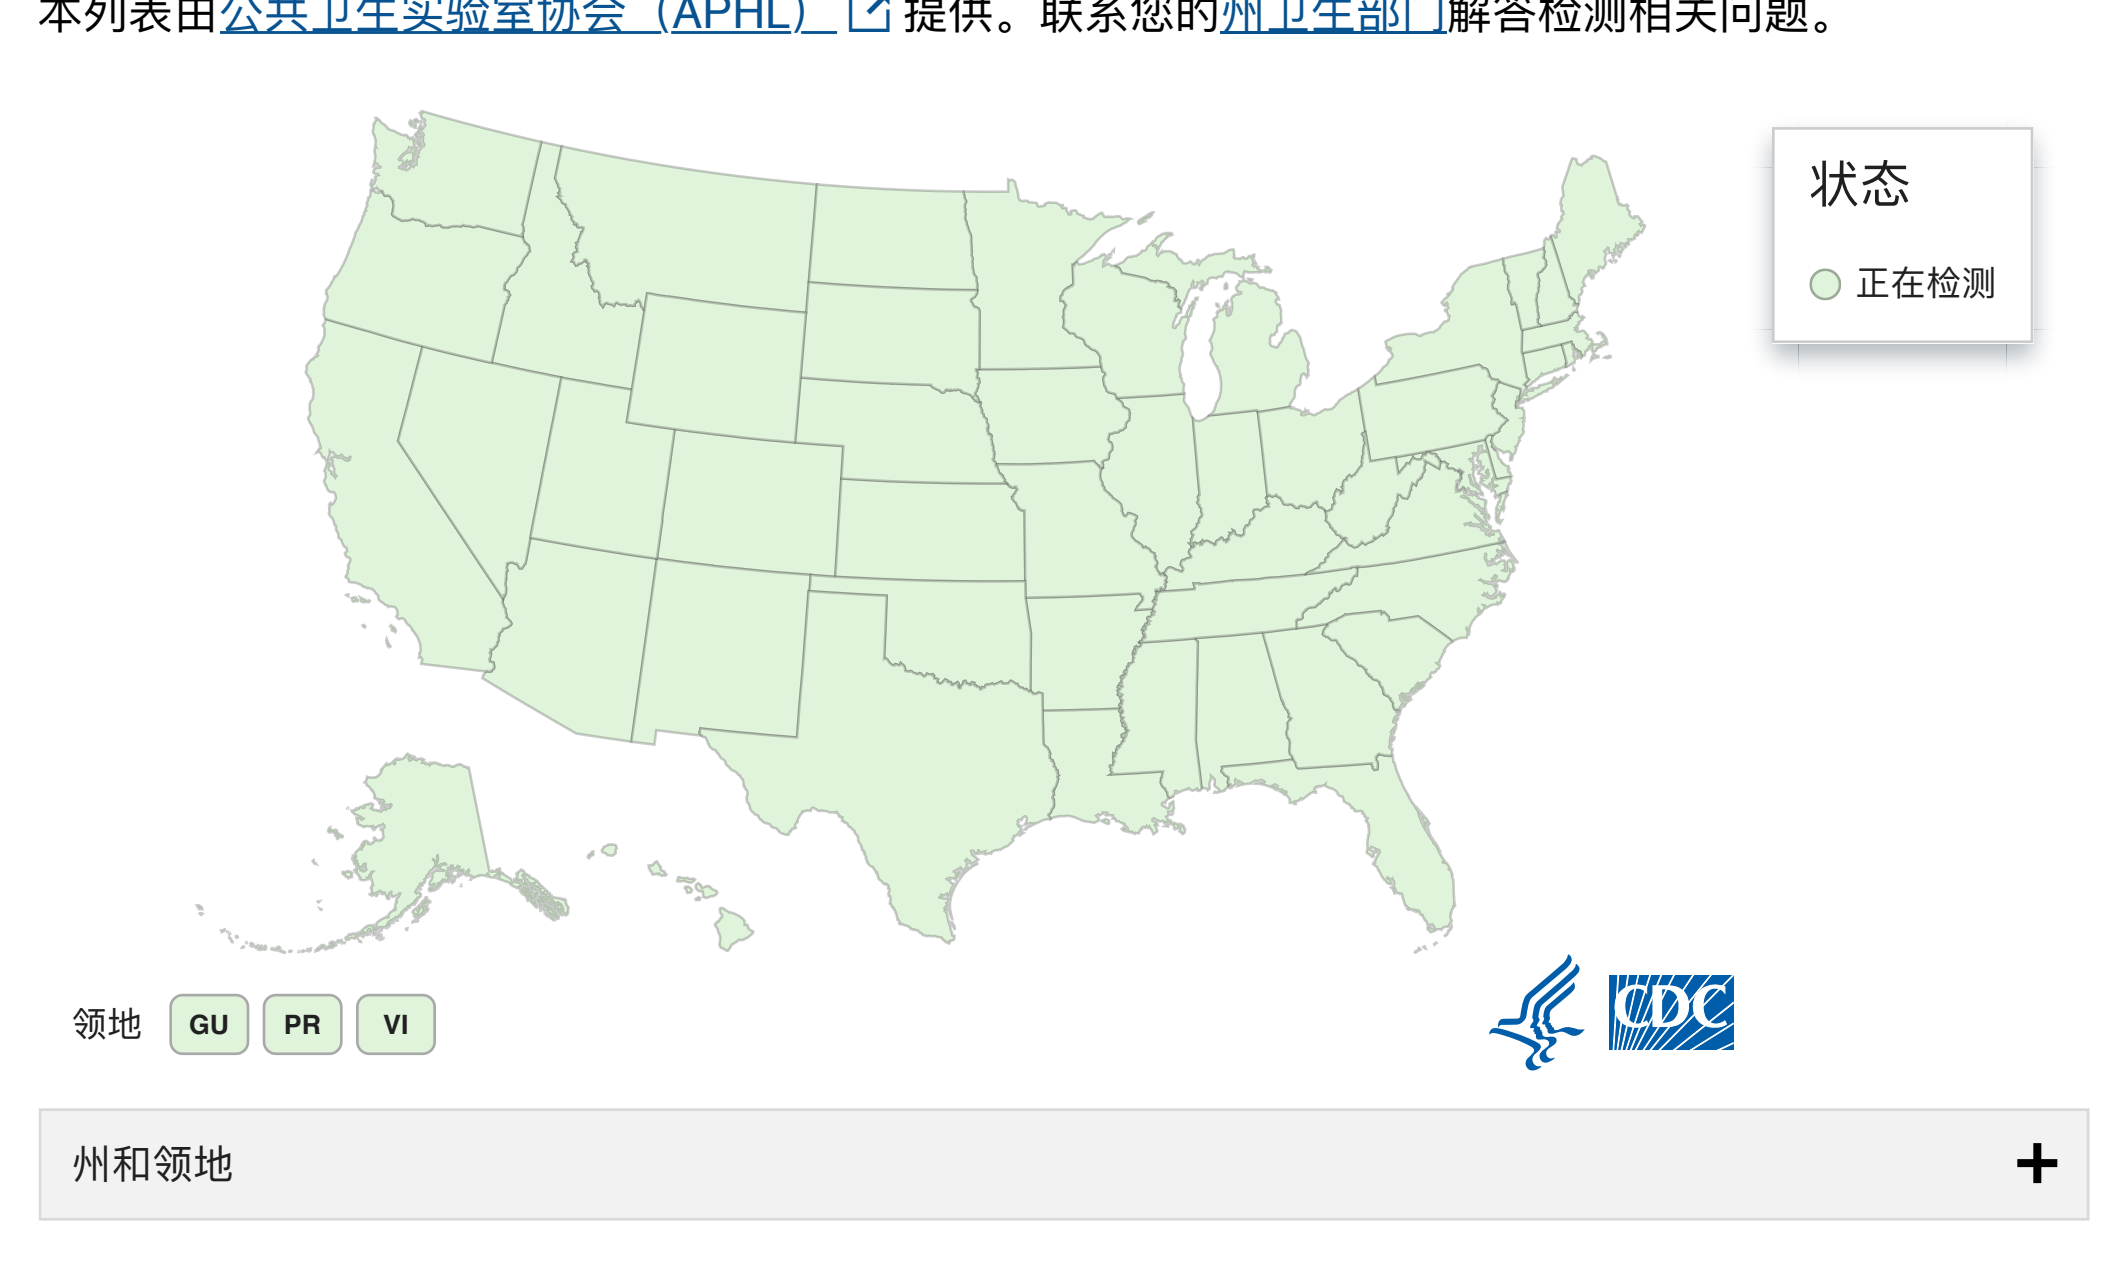 本列表由公共卫生实验室协会（APHL） 提供。联系您的州卫生部门解答检测相关问题。
状态
正在检测
领地 GU PR VI
CDC
州和领地